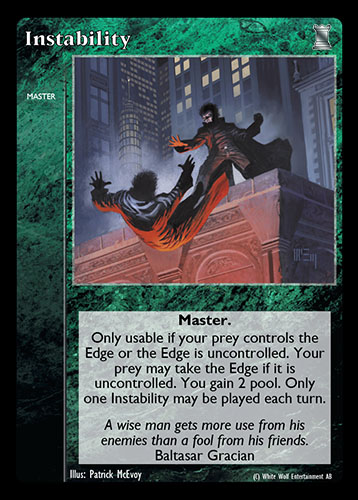 Instability
MASTER
Master.
Only usable if your prey controls the
Edge or the Edge is uncontrolled. Your
prey may take the Edge if it is
uncontrolled. You gain 2 pool. Only
one Instability may be played each turn.
A wise man gets more use from his
enemies than a fool from his friends.
Baltasar Gracian
Illus: Patrick McEvoy
(C) White Wolf Entertainment AB